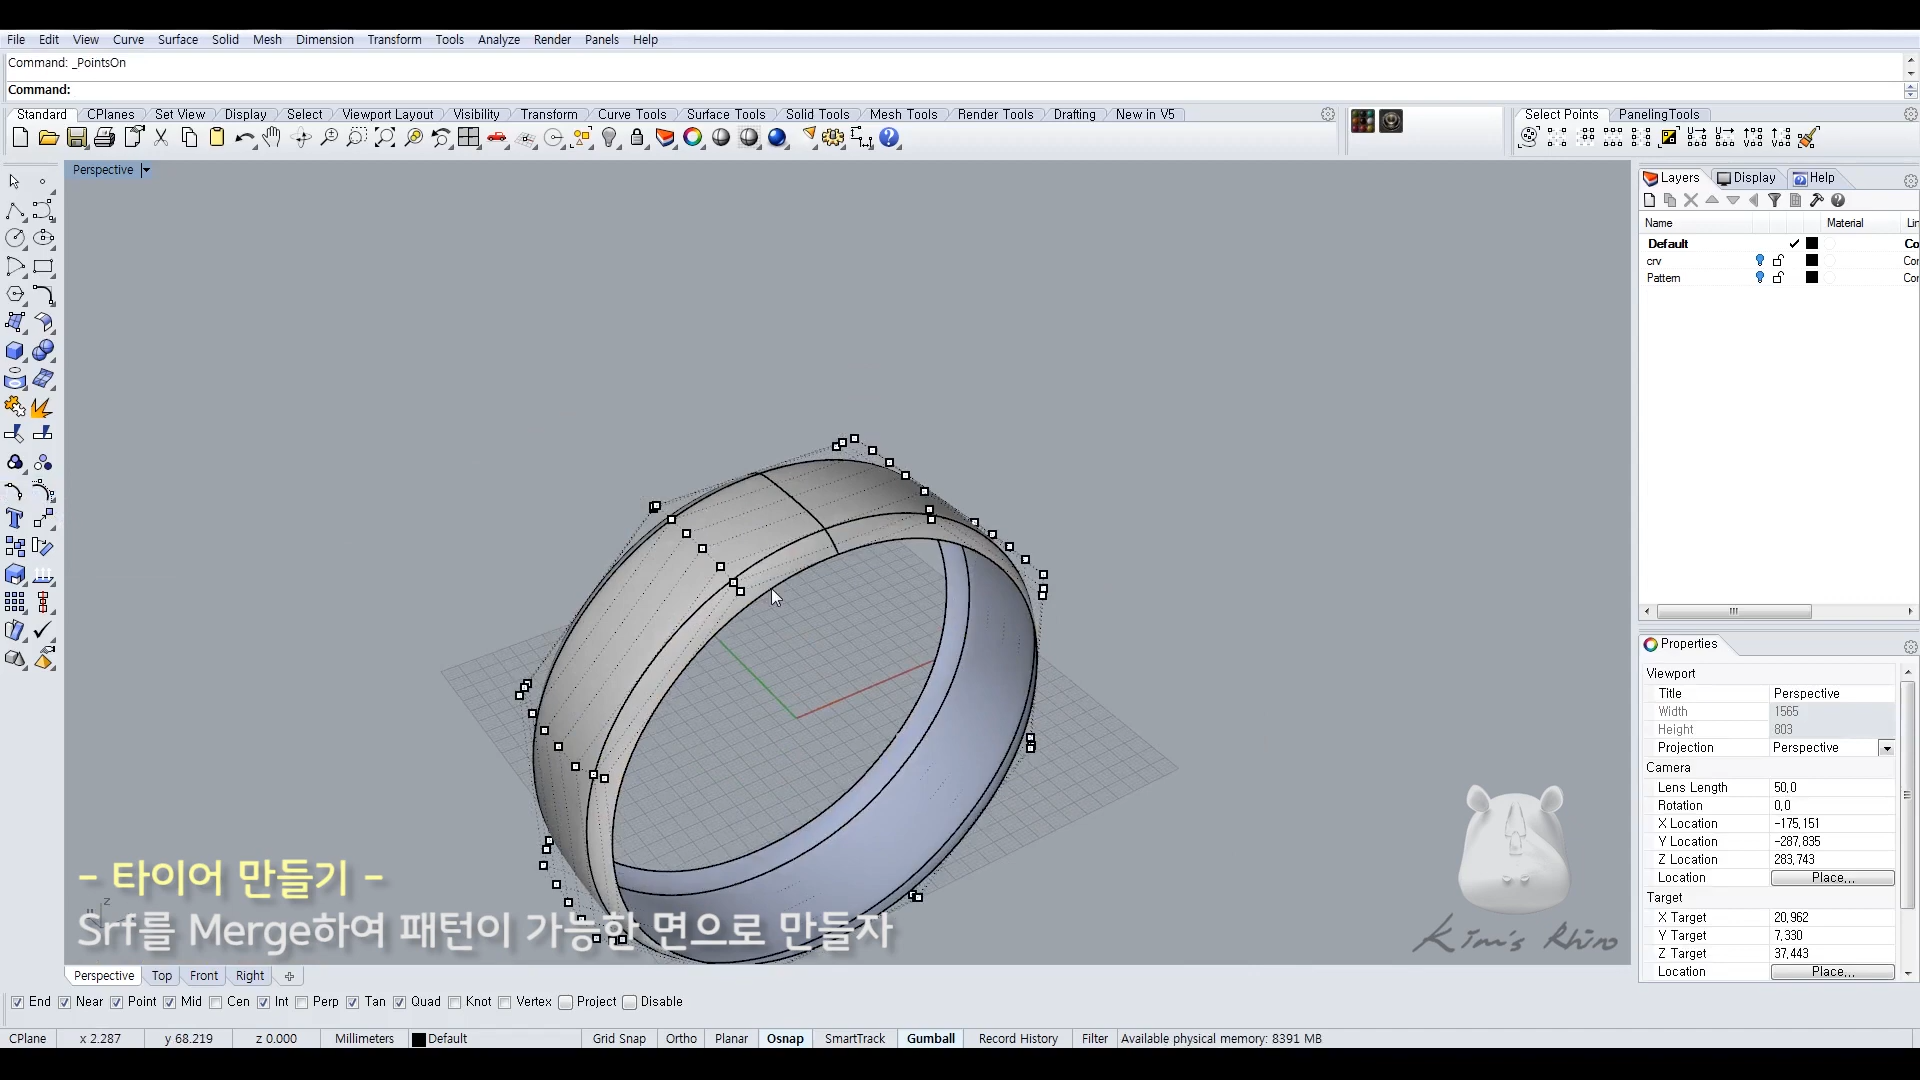 File Edit View Curve Surface Solid Mesh Dimension Transform Tools Analyze Render Panels Help
Command: _PointsOn
Command:
Standard CPlanes Set View Display Select Viewport Layout Visibility Transform Curve Tools Surface Tools Solid Tools Mesh Tools Render Tools Drafting New in V5 Select Points PanelingTools
Perspective
Layers Display Help
Name Material Lin
Default Co
crv Con
Pattern Con
Properties
Viewport
Title Perspective
Width 1565
Height 803
Projection Perspective
Camera
Lens Length 50,0
Rotation 0,0
X Location -175,151
Y Location -287,835
Z Location 283,743
Location Place...
Target
X Target 20,962
Y Target 7,330
Z Target 37,443
Location Place...
- 타이어 만들기 -
z
Srf를 Merge하여 패턴이 가능한 면으로 만들자
Kim's Rhino
Perspective Top Front Right
End Near Point Mid Cen Int Perp Tan Quad Knot Vertex Project Disable
CPlane x 2.287 y 68.219 z 0.000 Millimeters Default Grid Snap Ortho Planar Osnap SmartTrack Gumball Record History Filter Available physical memory: 8391 MB